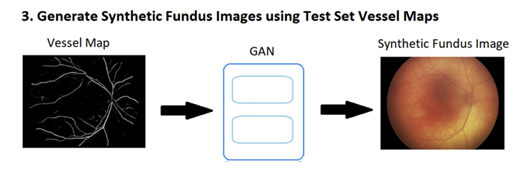 3. Generate Synthetic Fundus Images using Test Set Vessel Maps
Vessel Map
GAN
Synthetic Fundus Image